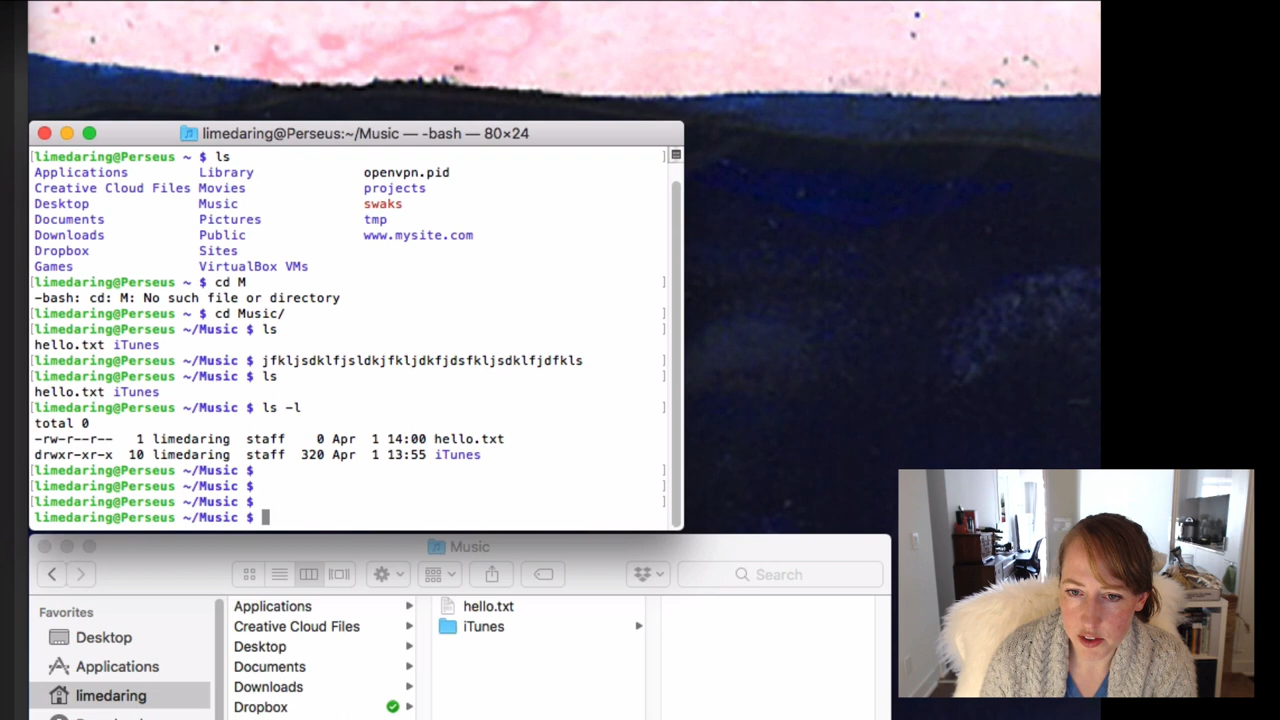 limedaring@Perseus:~/Music — -bash — 80×24
[limedaring@Perseus ~ $ ls ]
Applications Library openvpn.pid
Creative Cloud Files Movies projects
Desktop Music swaks
Documents Pictures tmp
Downloads Public www.mysite.com
Dropbox Sites
Games VirtualBox VMs
[limedaring@Perseus ~ $ cd M ]
-bash: cd: M: No such file or directory
[limedaring@Perseus ~ $ cd Music/ ]
[limedaring@Perseus ~/Music $ ls ]
hello.txt iTunes
[limedaring@Perseus ~/Music $ jfkljsdklfjsldkjfkljdkfjdsfkljsdklfjdfkls ]
[limedaring@Perseus ~/Music $ ls ]
hello.txt iTunes
[limedaring@Perseus ~/Music $ ls -l ]
total 0
-rw-r--r-- 1 limedaring staff 0 Apr 1 14:00 hello.txt
drwxr-xr-x 10 limedaring staff 320 Apr 1 13:55 iTunes
[limedaring@Perseus ~/Music $ ]
[limedaring@Perseus ~/Music $ ]
[limedaring@Perseus ~/Music $ ]
limedaring@Perseus ~/Music $
Music
Search
Favorites
Desktop
Applications
limedaring
Applications
Creative Cloud Files
Desktop
Documents
Downloads
Dropbox
hello.txt
iTunes